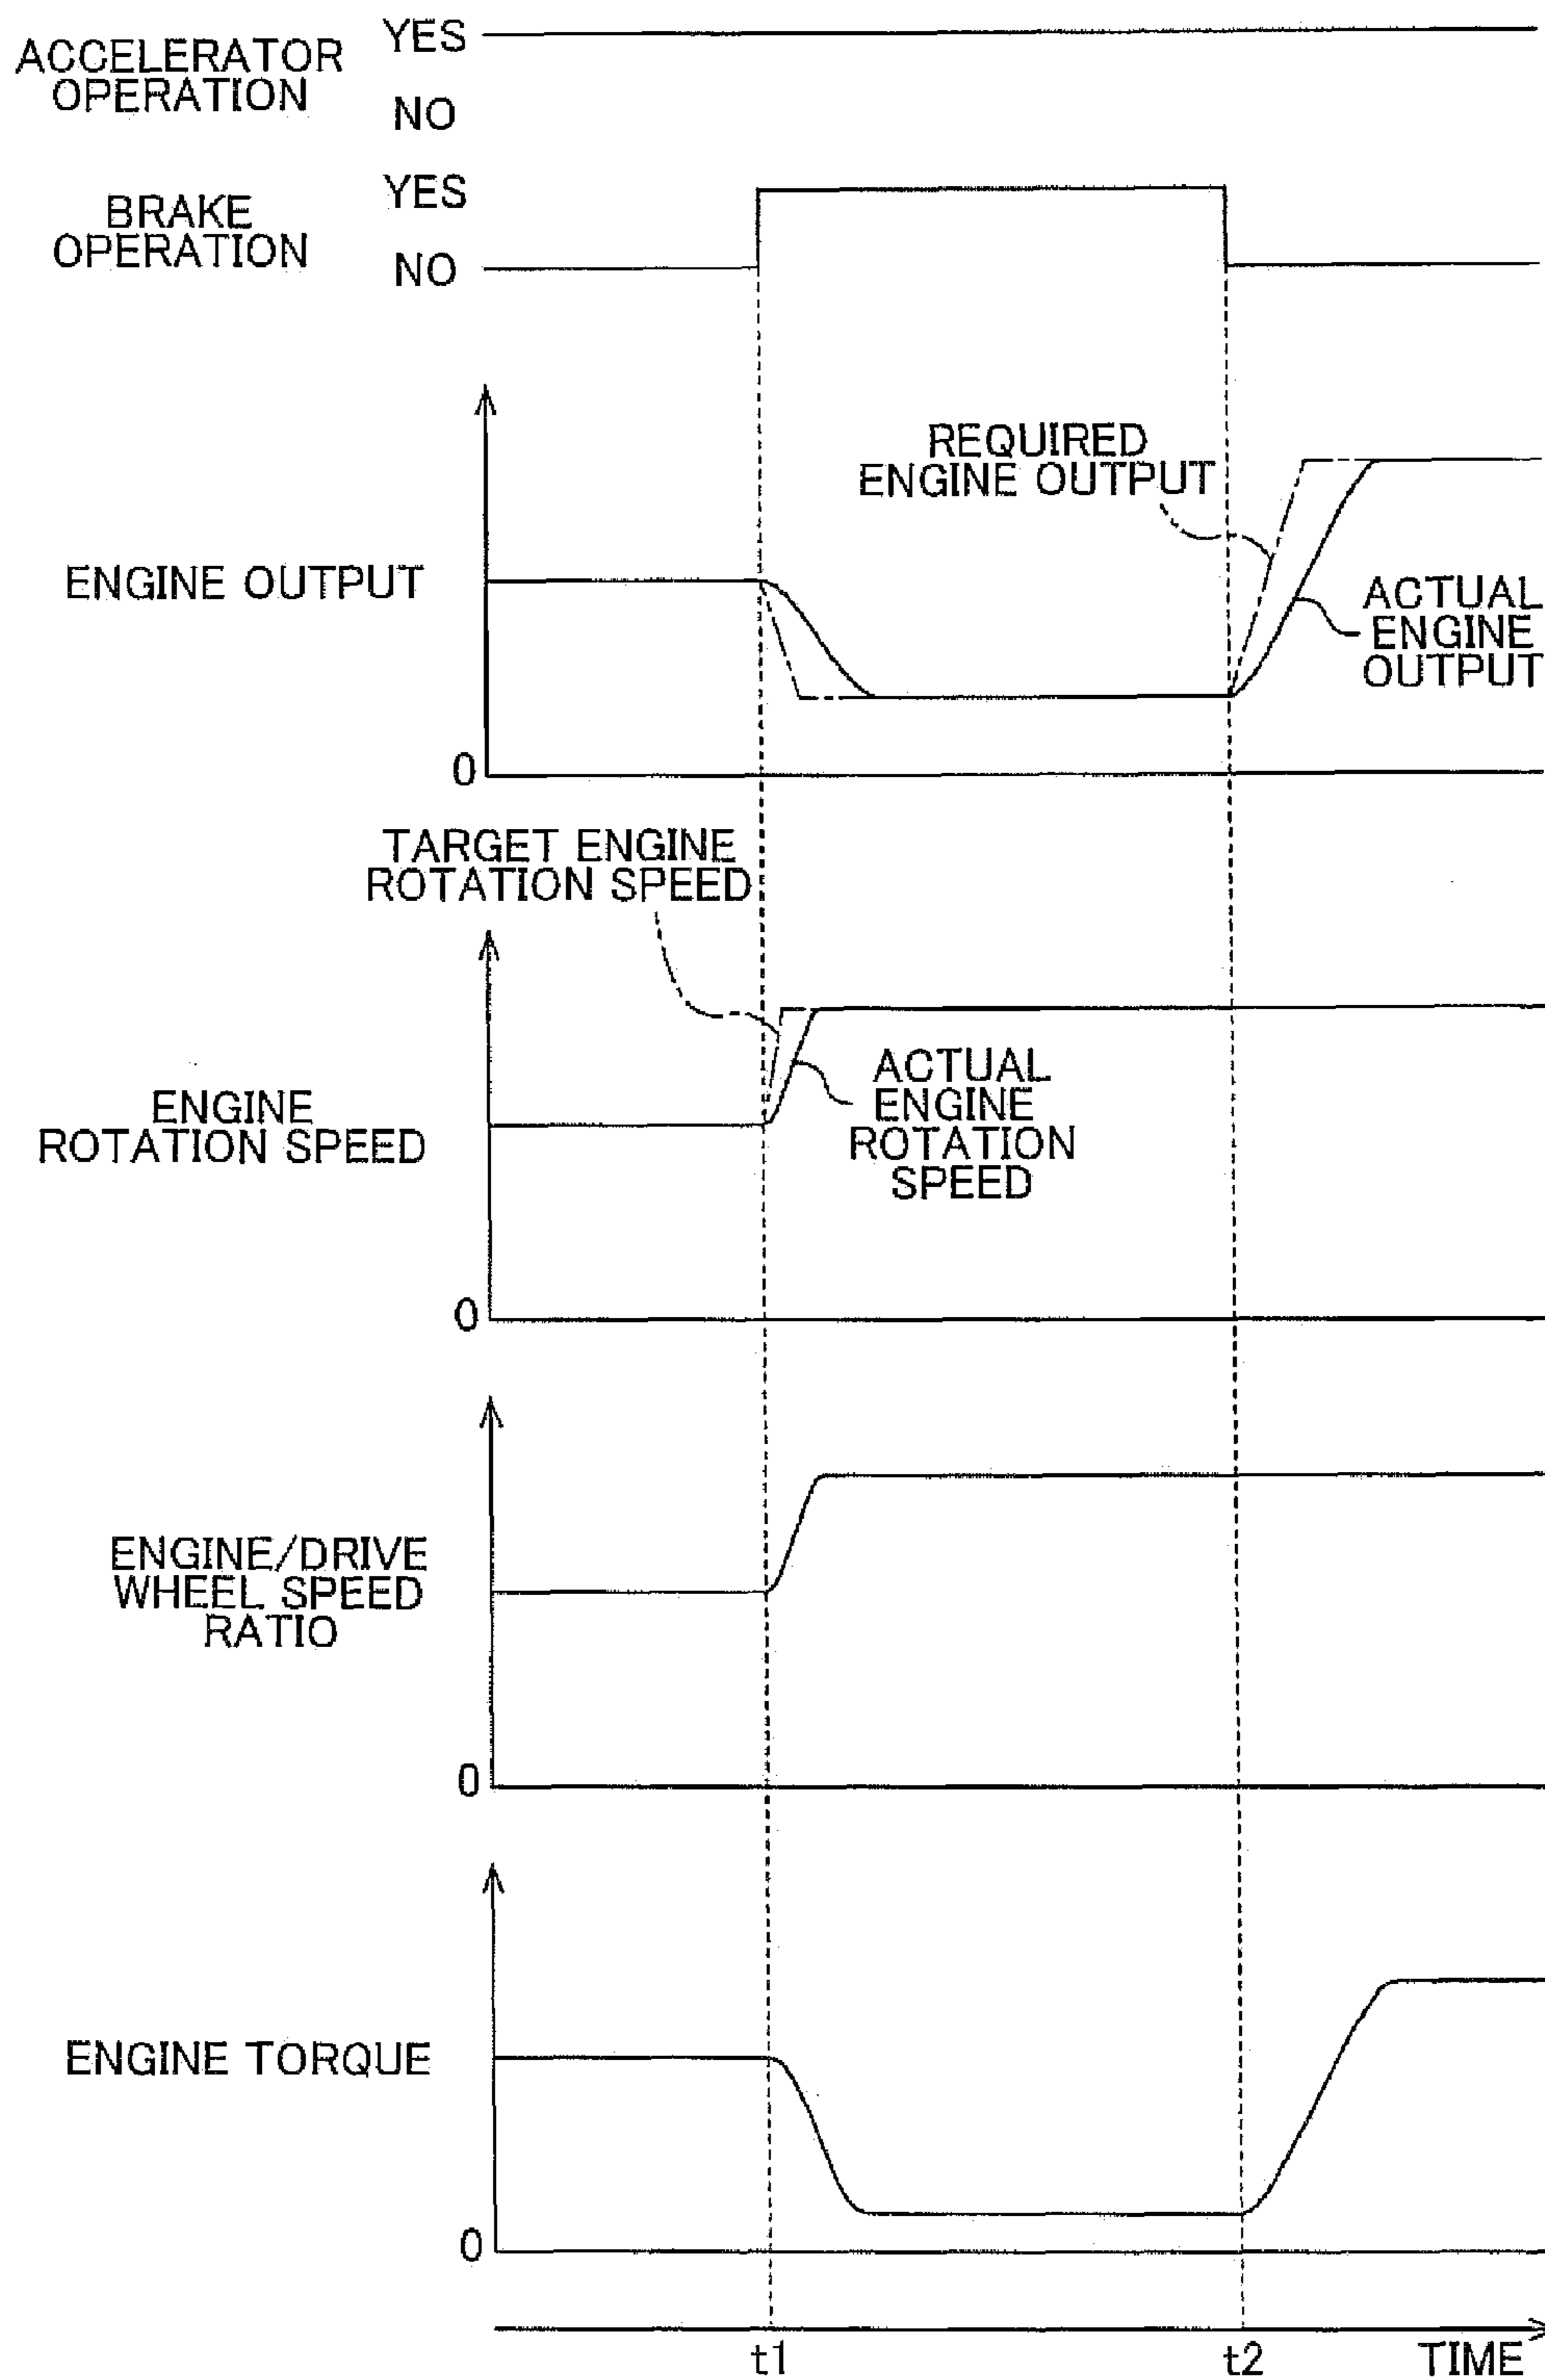 ACCELERATOR
OPERATION
YES
NO
BRAKE
OPERATION
YES
NO
REQUIRED
ENGINE OUTPUT
ENGINE OUTPUT
ACTUAL
ENGINE
OUTPUT
0
TARGET ENGINE
ROTATION SPEED
ENGINE
ROTATION SPEED
ACTUAL
ENGINE
ROTATION
SPEED
0
ENGINE/DRIVE
WHEEL SPEED
RATIO
0
ENGINE TORQUE
0
t1
t2
TIME